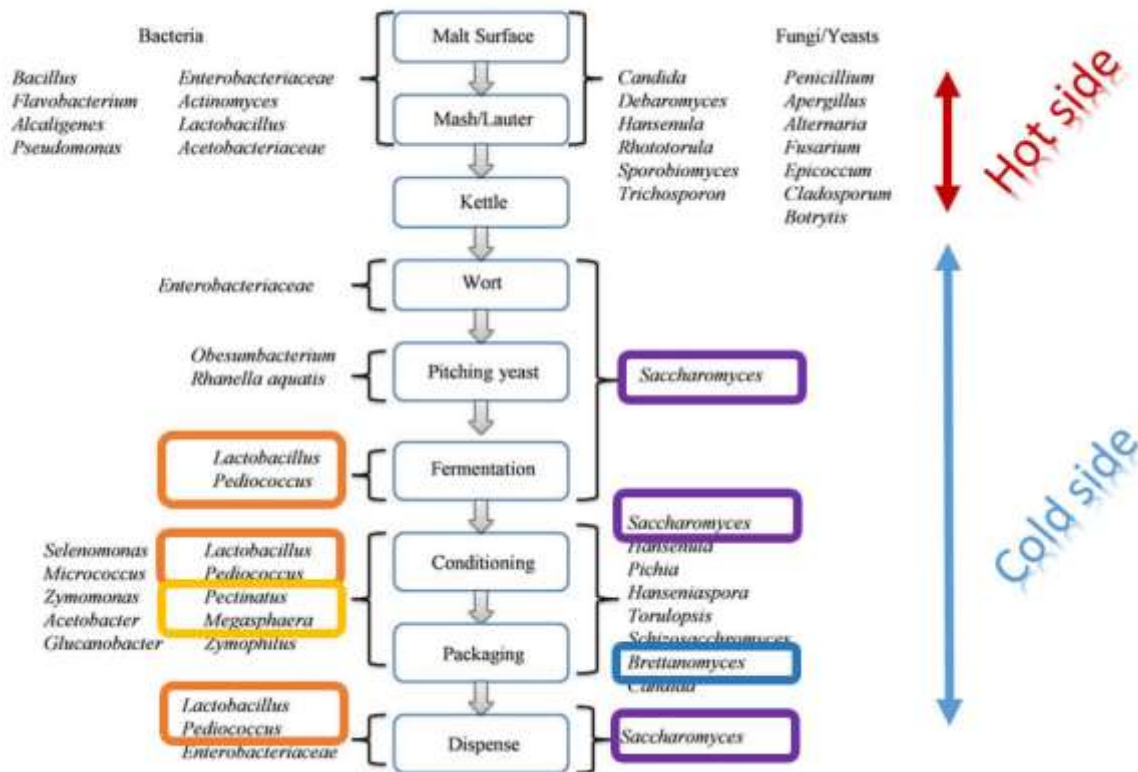 Bacteria
Malt Surface
Fungi/Yeasts
Bacillus
Flavobacterium
Alcaligenes
Pseudomonas
Enterobacteriaceae
Actinomyces
Lactobacillus
Acetobacteriaceae
Mash/Lauter
Candida
Debaromyces
Hansenula
Rhototorula
Sporobiomyces
Trichosporon
Penicillium
Apergillus
Alternaria
Fusarium
Epicoccum
Cladosporum
Botrytis
Hot side
Kettle
Enterobacteriaceae
Wort
Obesumbacterium
Rhanella aquatis
Pitching yeast
Saccharomyces
Lactobacillus
Pediococcus
Fermentation
Cold side
Selenomonas
Micrococcus
Zymomonas
Acetobacter
Glucanobacter
Lactobacillus
Pediococcus
Pectinatus
Megasphaera
Zymophilus
Conditioning
Packaging
Saccharomyces
Hansenula
Pichia
Hanseniaspora
Torulopsis
Schizosacchromyces
Brettanomyces
Candida
Lactobacillus
Pediococcus
Enterobacteriaceae
Dispense
Saccharomyces